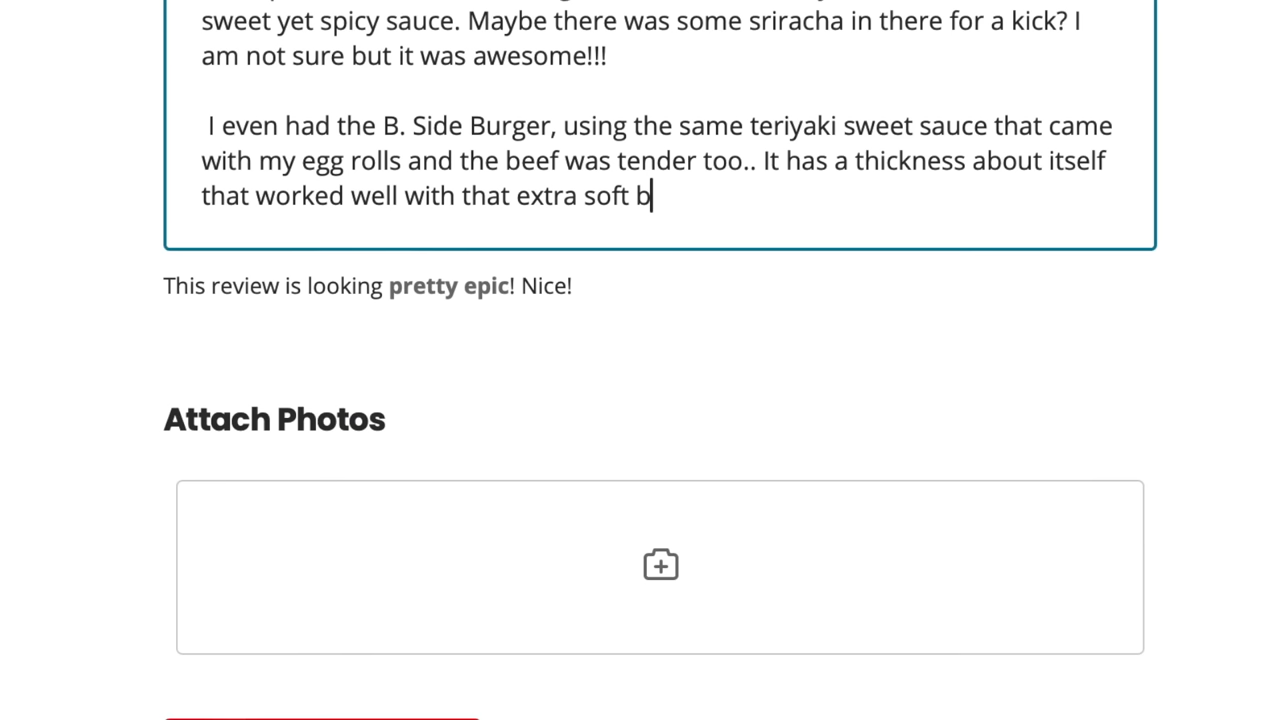 sweet yet spicy sauce. Maybe there was some sriracha in there for a kick? I
am not sure but it was awesome!!!
I even had the B. Side Burger, using the same teriyaki sweet sauce that came
with my egg rolls and the beef was tender too.. It has a thickness about itself
that worked well with that extra soft b
This review is looking pretty epic! Nice!
Attach Photos